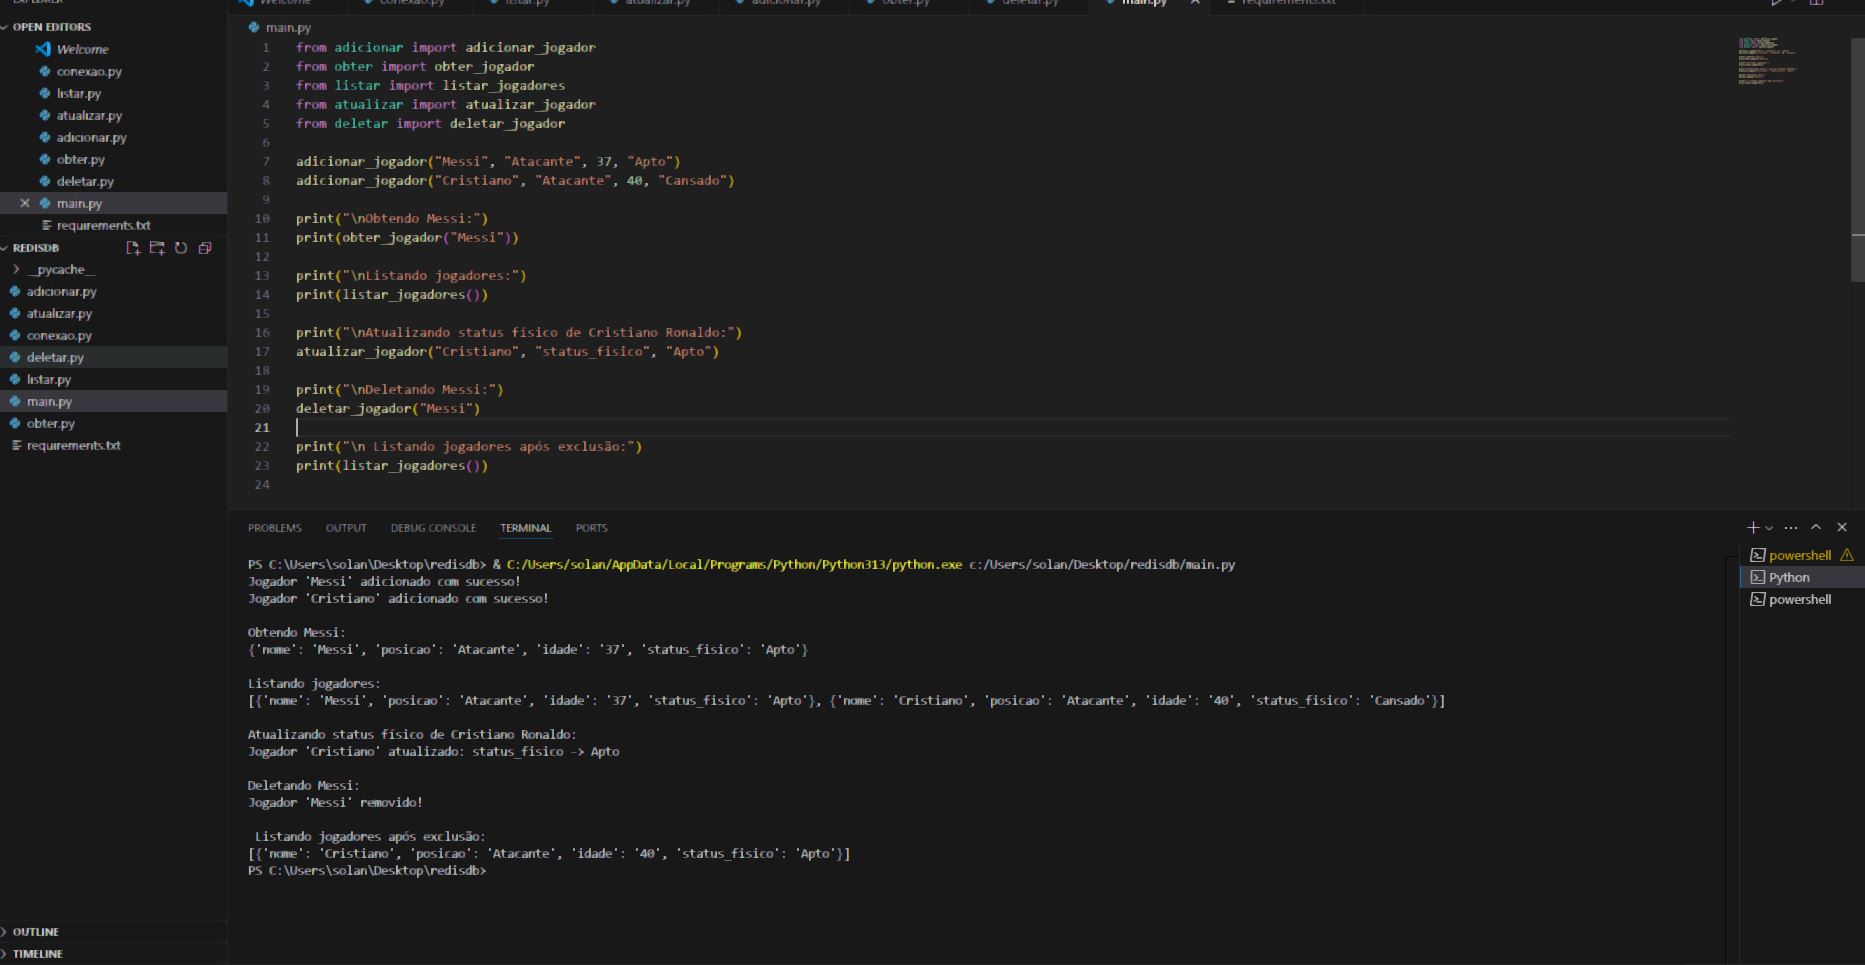 EXPLORER
Welcome
conexao.py
listar.py
atualizar.py
adicionar.py
obter.py
deletar.py
main.py
requirements.txt
OPEN EDITORS
Welcome
conexao.py
listar.py
atualizar.py
adicionar.py
obter.py
deletar.py
main.py
requirements.txt
REDISDB
__pycache__
adicionar.py
atualizar.py
conexao.py
deletar.py
listar.py
main.py
obter.py
requirements.txt
OUTLINE
TIMELINE
main.py
1 from adicionar import adicionar_jogador
2 from obter import obter_jogador
3 from listar import listar_jogadores
4 from atualizar import atualizar_jogador
5 from deletar import deletar_jogador
6
7 adicionar_jogador("Messi", "Atacante", 37, "Apto")
8 adicionar_jogador("Cristiano", "Atacante", 40, "Cansado")
9
10 print("\nObtendo Messi:")
11 print(obter_jogador("Messi"))
12
13 print("\nListando jogadores:")
14 print(listar_jogadores())
15
16 print("\nAtualizando status físico de Cristiano Ronaldo:")
17 atualizar_jogador("Cristiano", "status_fisico", "Apto")
18
19 print("\nDeletando Messi:")
20 deletar_jogador("Messi")
21
22 print("\n Listando jogadores após exclusão:")
23 print(listar_jogadores())
24
PROBLEMS OUTPUT DEBUG CONSOLE TERMINAL PORTS
PS C:\Users\solan\Desktop\redisdb> & C:/Users/solan/AppData/Local/Programs/Python/Python313/python.exe c:/Users/solan/Desktop/redisdb/main.py
Jogador 'Messi' adicionado com sucesso!
Jogador 'Cristiano' adicionado com sucesso!
Obtendo Messi:
{'nome': 'Messi', 'posicao': 'Atacante', 'idade': '37', 'status_fisico': 'Apto'}
Listando jogadores:
[{'nome': 'Messi', 'posicao': 'Atacante', 'idade': '37', 'status_fisico': 'Apto'}, {'nome': 'Cristiano', 'posicao': 'Atacante', 'idade': '40', 'status_fisico': 'Cansado'}]
Atualizando status físico de Cristiano Ronaldo:
Jogador 'Cristiano' atualizado: status_fisico -> Apto
Deletando Messi:
Jogador 'Messi' removido!
Listando jogadores após exclusão:
[{'nome': 'Cristiano', 'posicao': 'Atacante', 'idade': '40', 'status_fisico': 'Apto'}]
PS C:\Users\solan\Desktop\redisdb>
powershell
Python
powershell